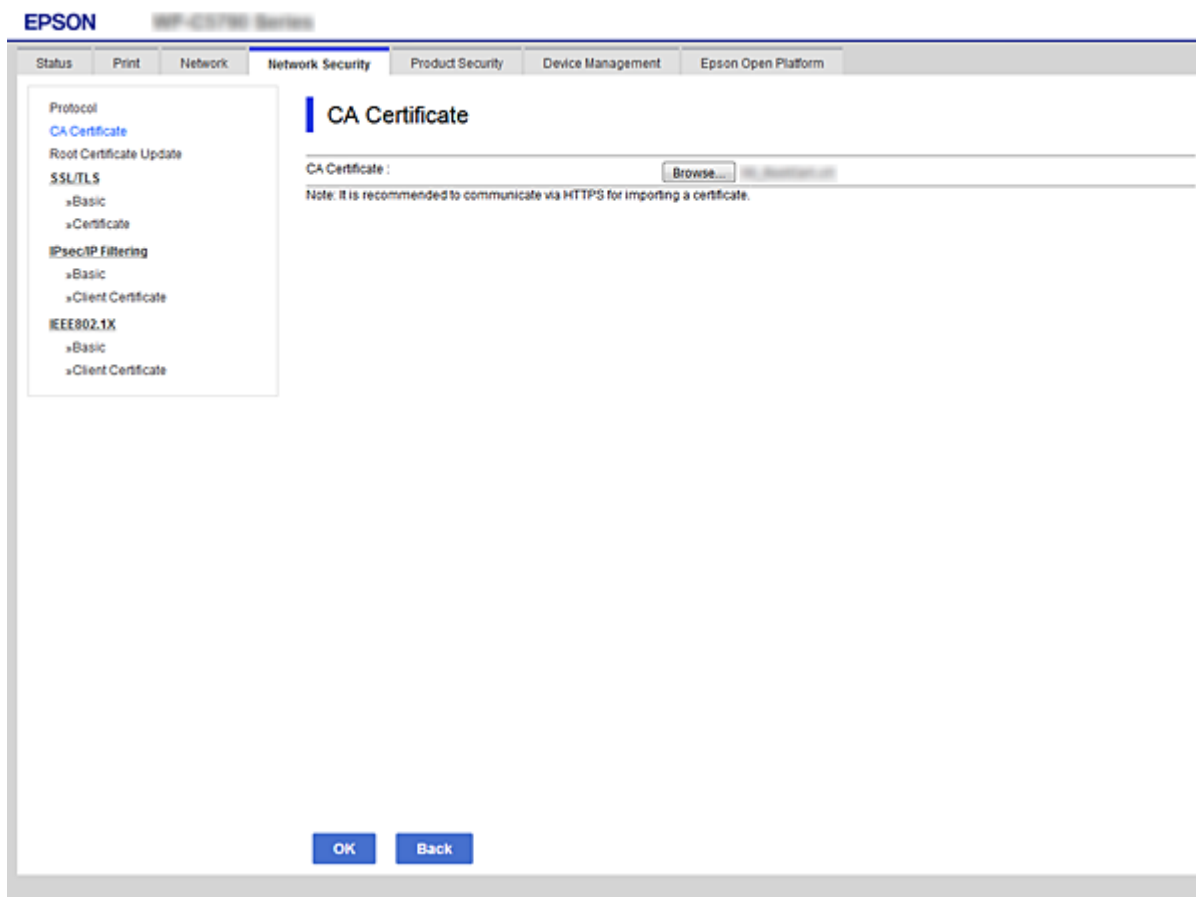 EPSON
Status Print Network Network Security Product Security Device Management Epson Open Platform
Protocol
CA Certificate
Root Certificate Update
SSL/TLS
»Basic
»Certificate
IPsec/IP Filtering
»Basic
»Client Certificate
IEEE802.1X
»Basic
»Client Certificate
CA Certificate
CA Certificate : Browse...
Note: It is recommended to communicate via HTTPS for importing a certificate.
OK Back